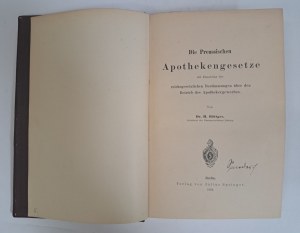 Die Preussischen
Apothekengesetze
mit Einschluss der
reichsgesetzlichen Bestimmungen über den
Betrieb des Apothekergewerbes.
Von
Dr. H. Böttger,
Berlin.
Verlag von Julius Springer.